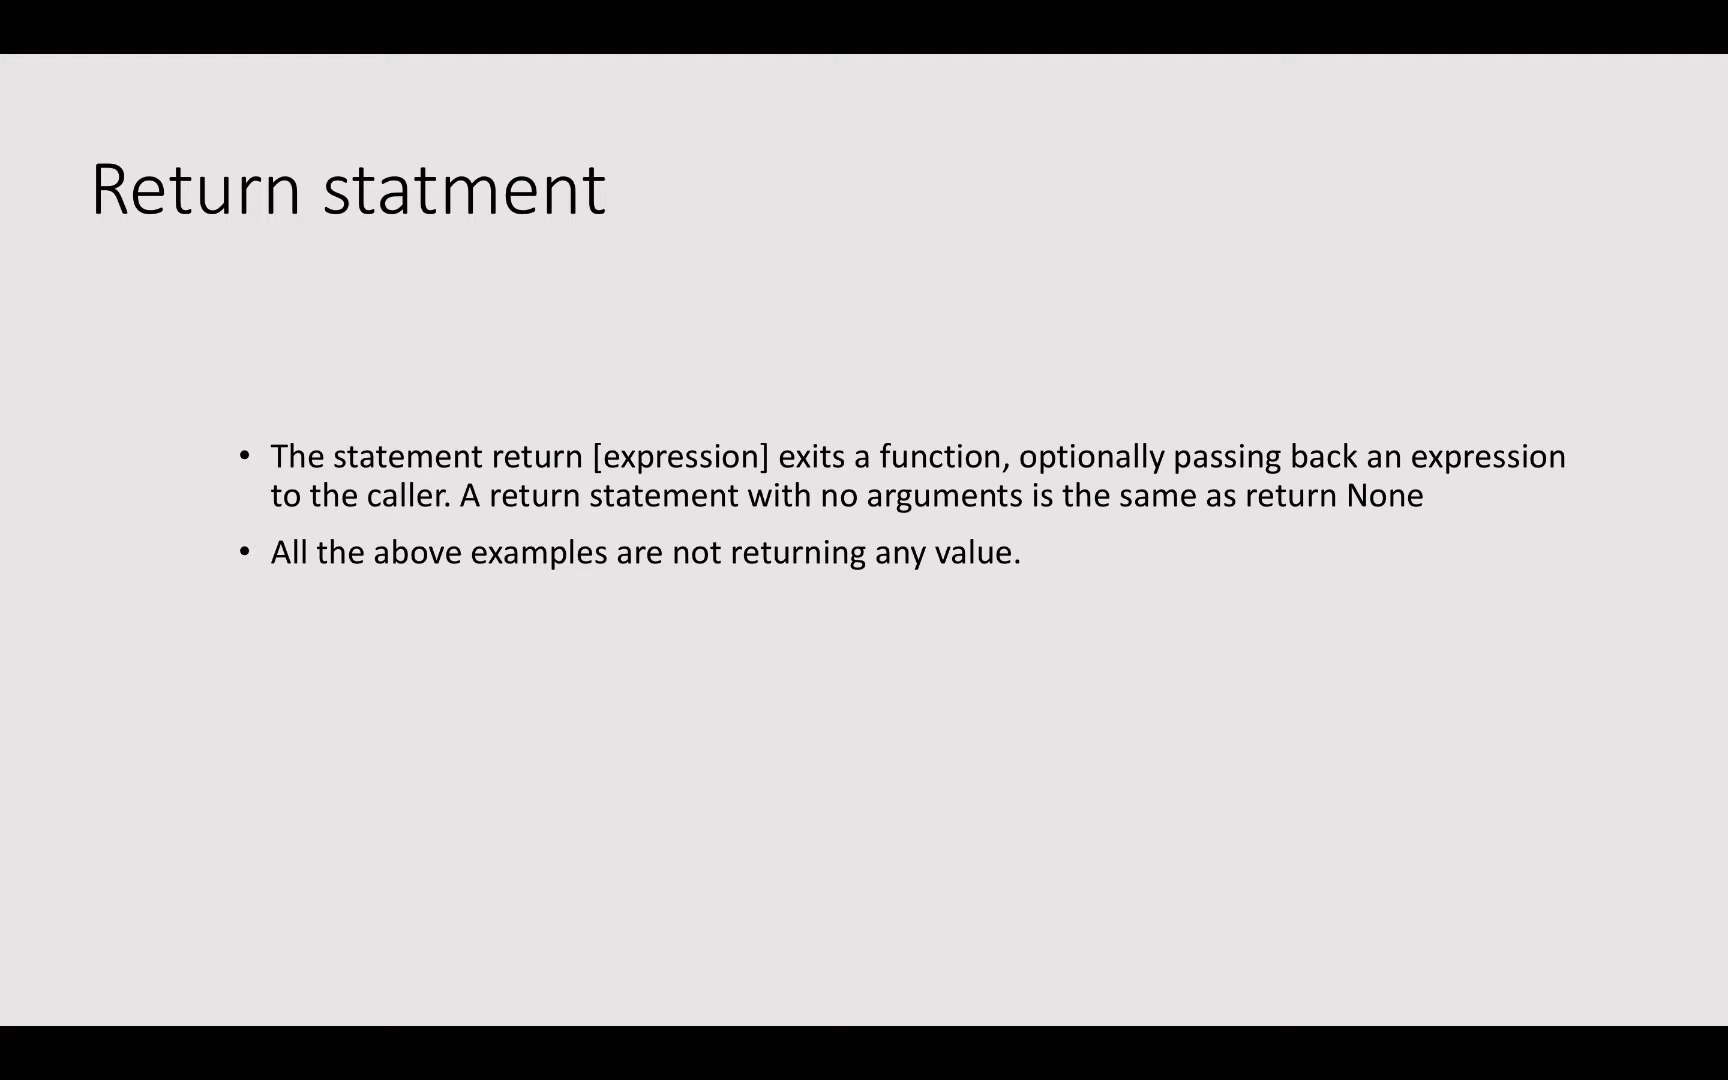 Return statment
• The statement return [expression] exits a function, optionally passing back an expression
to the caller. A return statement with no arguments is the same as return None
• All the above examples are not returning any value.